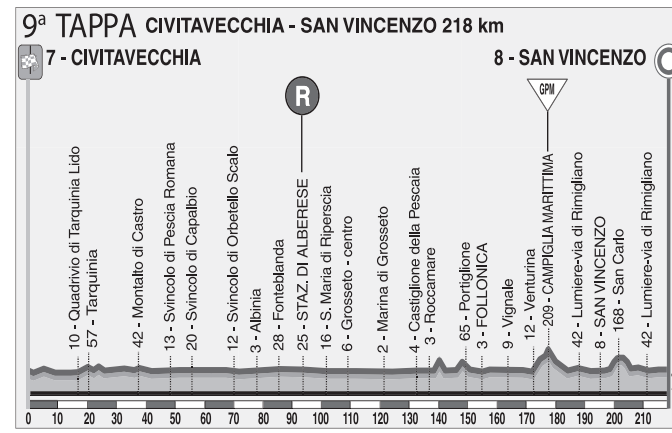 9ª TAPPA CIVITAVECCHIA - SAN VINCENZO 218 km
7 - CIVITAVECCHIA
8 - SAN VINCENZO
R
GPM
10 - Quadrivio di Tarquinia Lido
57 - Tarquinia
42 - Montalto di Castro
13 - Svincolo di Pescia Romana
20 - Svincolo di Capalbio
12 - Svincolo di Orbetello Scalo
3 - Albinia
28 - Fonteblanda
25 - STAZ. DI ALBERESE
16 - S. Maria di Riperscia
6 - Grosseto - centro
2 - Marina di Grosseto
4 - Castiglione della Pescaia
3 - Roccamare
65 - Portiglione
3 - FOLLONICA
9 - Vignale
12 - Venturina
209 - CAMPIGLIA MARITTIMA
42 - Lumiere-via di Rimigliano
8 - SAN VINCENZO
168 - San Carlo
42 - Lumiere-via di Rimigliano
0 10 20 30 40 50 60 70 80 90 100 110 120 130 140 150 160 170 180 190 200 210